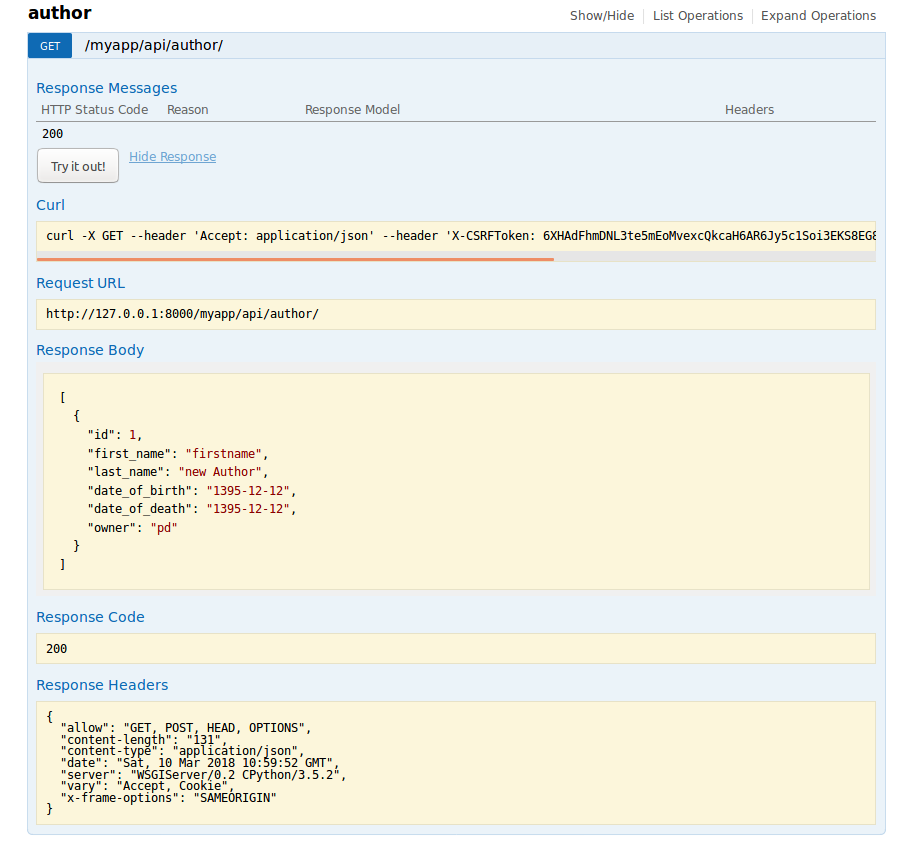 author
Show/Hide List Operations Expand Operations
GET /myapp/api/author/
Response Messages
HTTP Status Code Reason Response Model Headers
200
Try it out! Hide Response
Curl
curl -X GET --header 'Accept: application/json' --header 'X-CSRFToken: 6XHAdFhmDNL3te5mEoMvexcQkcaH6AR6Jy5c1Soi3EKS8EG8
Request URL
http://127.0.0.1:8000/myapp/api/author/
Response Body
[
  {
    "id": 1,
    "first_name": "firstname",
    "last_name": "new Author",
    "date_of_birth": "1395-12-12",
    "date_of_death": "1395-12-12",
    "owner": "pd"
  }
]
Response Code
200
Response Headers
{
  "allow": "GET, POST, HEAD, OPTIONS",
  "content-length": "131",
  "content-type": "application/json",
  "date": "Sat, 10 Mar 2018 10:59:52 GMT",
  "server": "WSGIServer/0.2 CPython/3.5.2",
  "vary": "Accept, Cookie",
  "x-frame-options": "SAMEORIGIN"
}